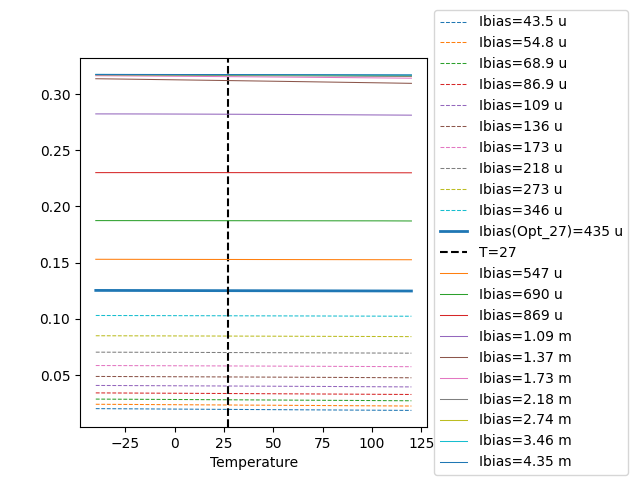 Ibias=43.5 u
Ibias=54.8 u
Ibias=68.9 u
Ibias=86.9 u
Ibias=109 u
Ibias=136 u
Ibias=173 u
Ibias=218 u
Ibias=273 u
Ibias=346 u
Ibias(Opt_27)=435 u
T=27
Ibias=547 u
Ibias=690 u
Ibias=869 u
Ibias=1.09 m
Ibias=1.37 m
Ibias=1.73 m
Ibias=2.18 m
Ibias=2.74 m
Ibias=3.46 m
Ibias=4.35 m
0.30
0.25
0.20
0.15
0.10
0.05
−25 0 25 50 75 100 125
Temperature